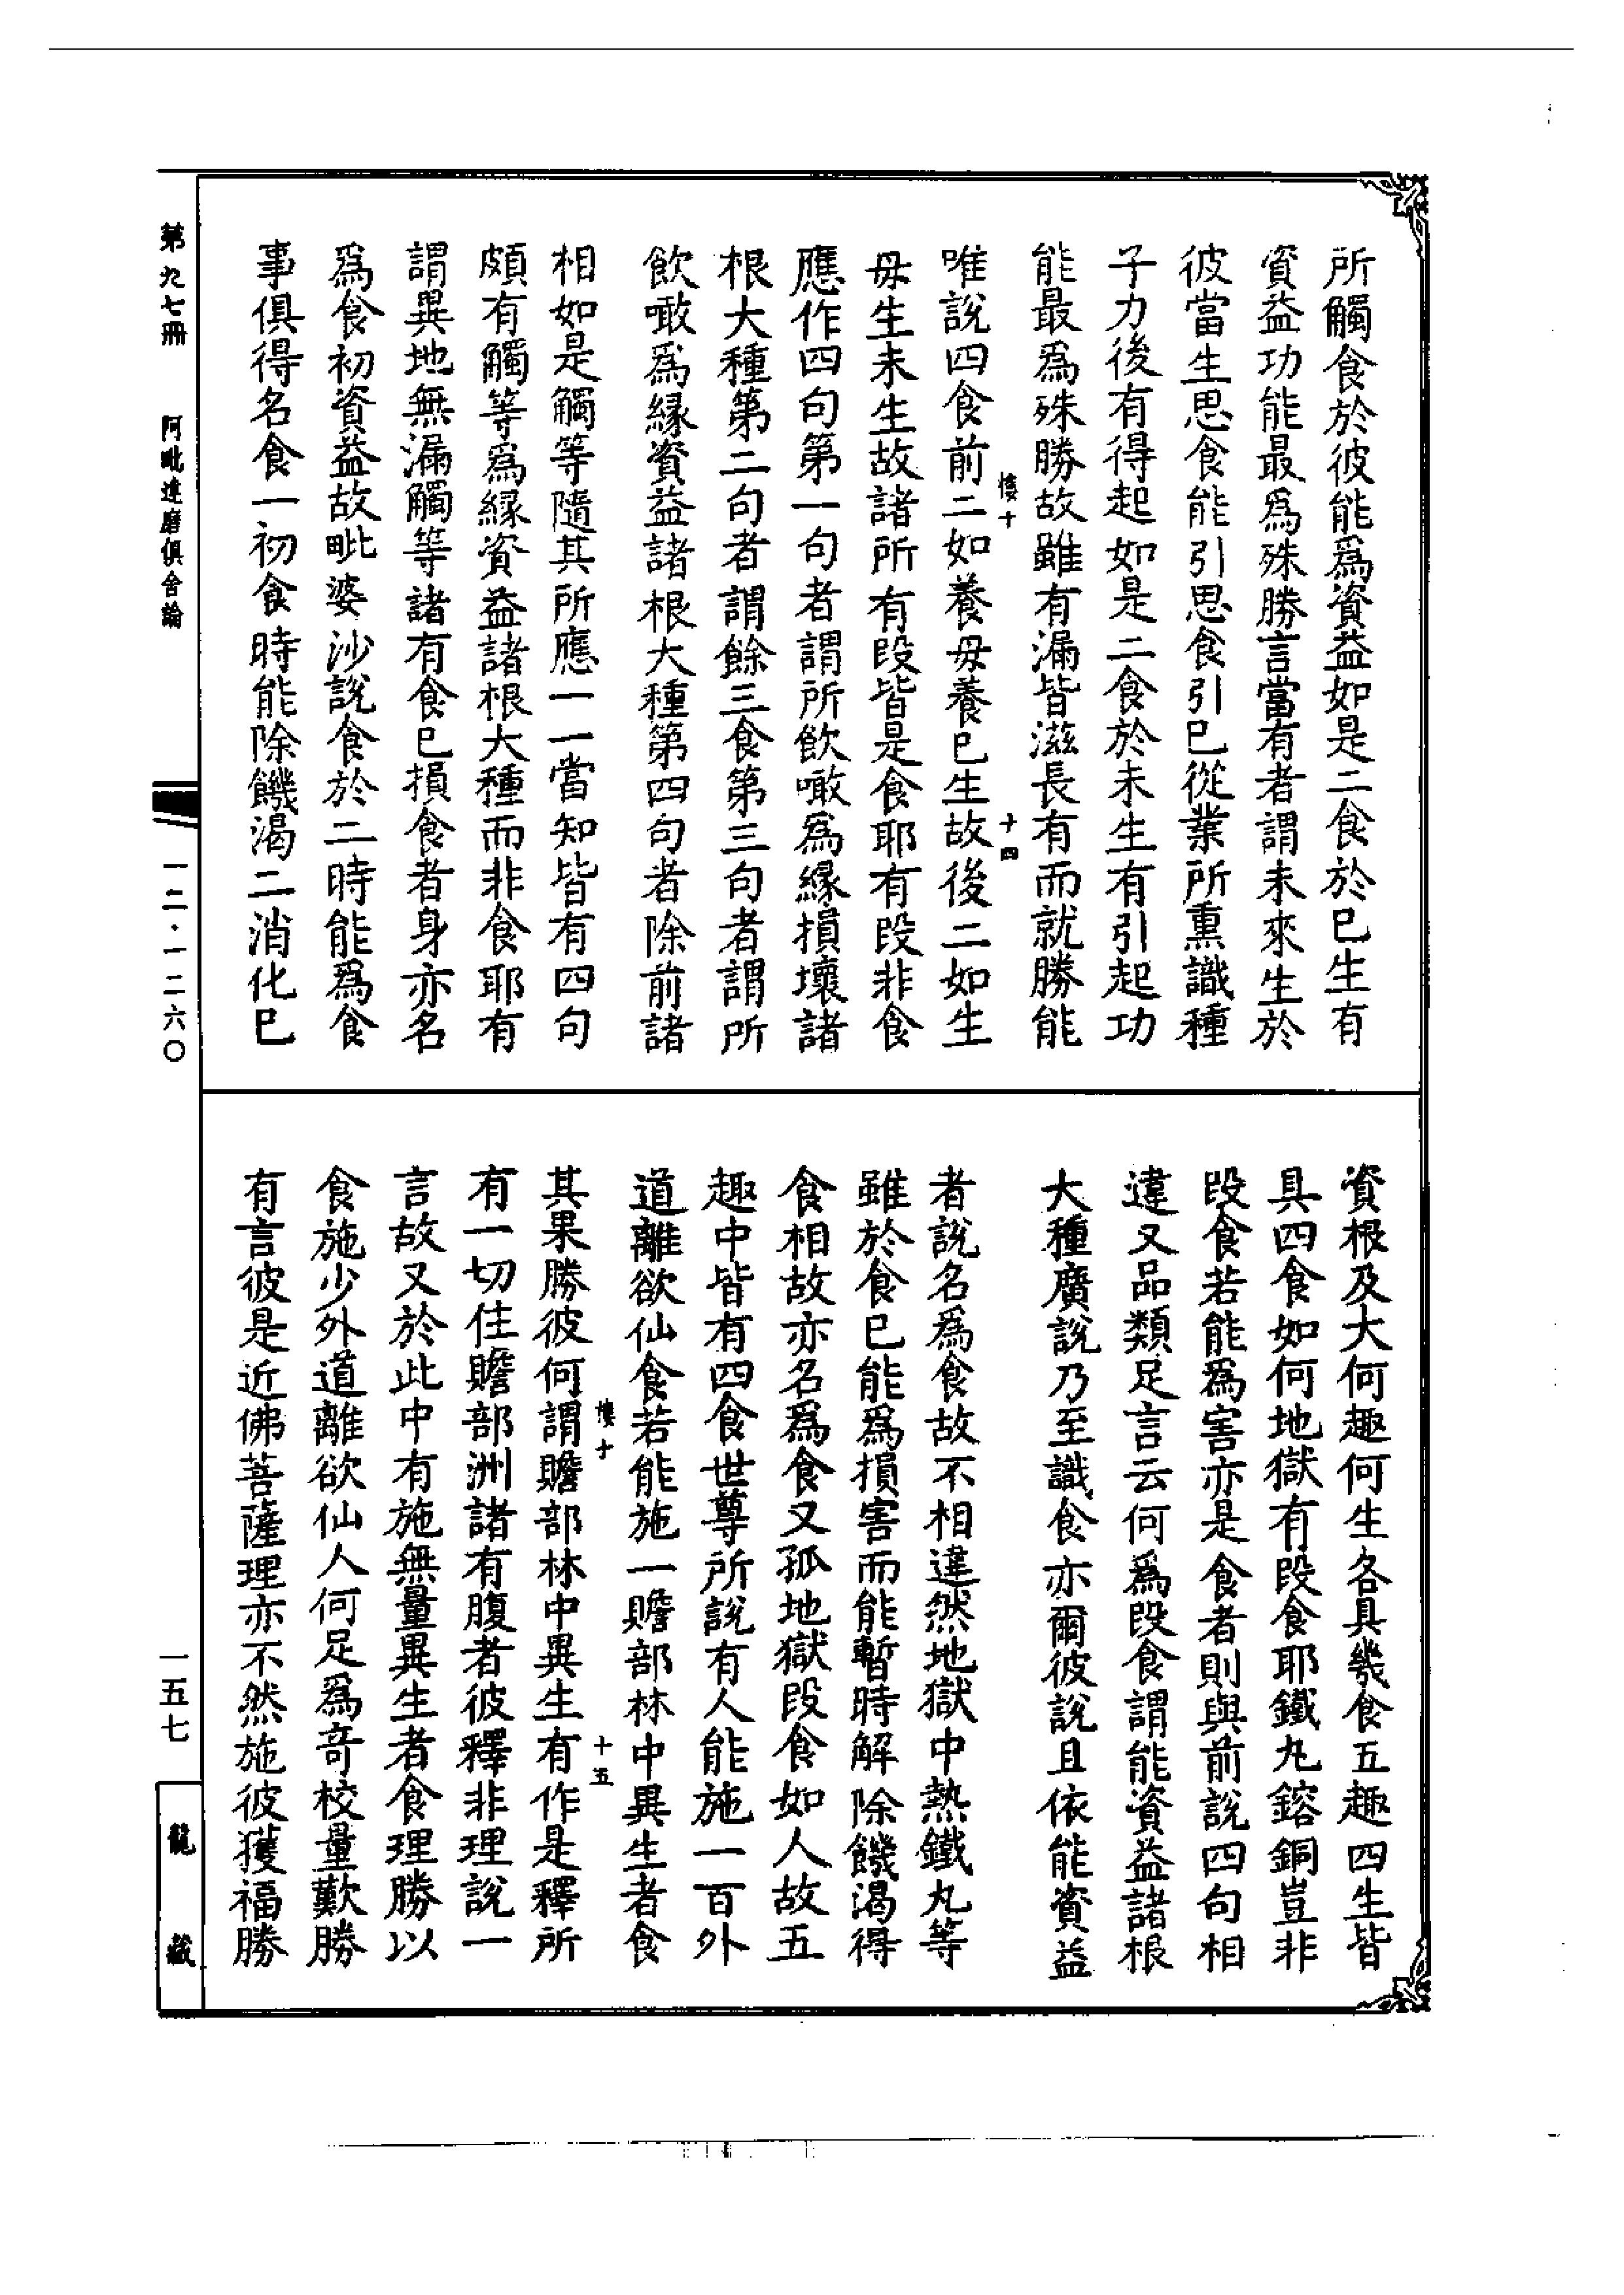 所觸食於彼能爲資益如是二食於已生有
資益功能最爲殊勝言當有者謂未來生於
彼當生思食能引思食引已從業所熏識種
子力後有得起如是二食於未生有引起功
能最爲殊勝故雖有漏皆滋長有而就勝能
樓十
十四
唯說四食前二如養母養已生故後二如生
母生未生故諸所有段皆是食耶有段非食
應作四句第一句者謂所飲噉爲緣損壞諸
根大種第二句者謂餘三食第三句者謂所
飲噉爲緣資益諸根大種第四句者除前諸
相如是觸等隨其所應一一當知皆有四句
頗有觸等爲緣資益諸根大種而非食耶有
謂異地無漏觸等諸有食已損食者身亦名
爲食初資益故毗婆沙說食於二時能爲食
事俱得名食一初食時能除饑渴二消化已
資根及大何趣何生各具幾食五趣四生皆
具四食如何地獄有段食耶鐵丸鎔銅豈非
段食若能爲害亦是食者則與前說四句相
違又品類足言云何爲段食謂能資益諸根
大種廣說乃至識食亦爾彼說且依能資益
者說名爲食故不相違然地獄中熱鐵丸等
雖於食已能爲損害而能暫時解除饑渴得
食相故亦名爲食又孤地獄段食如人故五
趣中皆有四食世尊所說有人能施一百外
道離欲仙食若能施一贍部林中異生者食
樓十
十五
其果勝彼何謂贍部林中異生有作是釋所
有一切住贍部洲諸有腹者彼釋非理說一
言故又於此中有施無量異生者食理勝以
食施少外道離欲仙人何足爲奇校量歎勝
有言彼是近佛菩薩理亦不然施彼獲福勝
第九七冊
阿毗達磨俱舍論
一二·一二六〇
一五七
龍藏